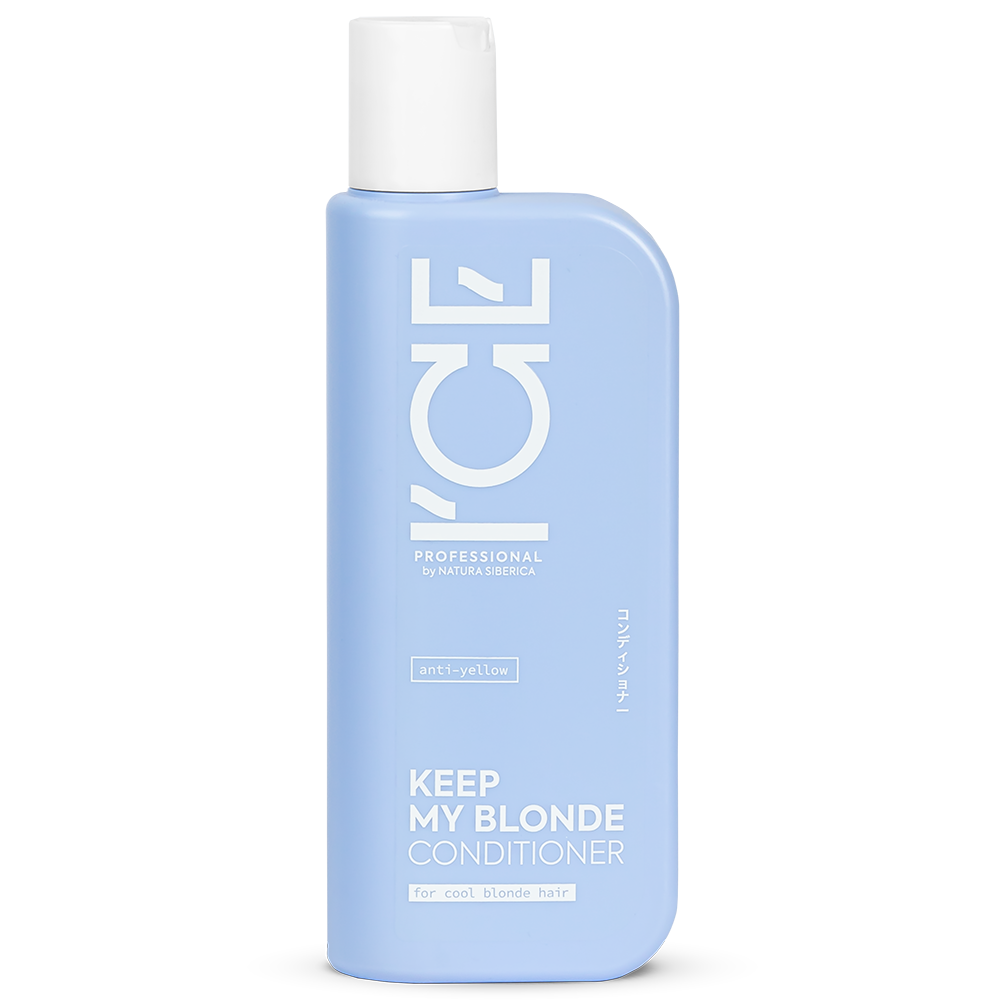 I'CÉ
PROFESSIONAL
by NATURA SIBERICA
anti-yellow
コンディショナー
KEEP
MY BLONDE
CONDITIONER
for cool blonde hair